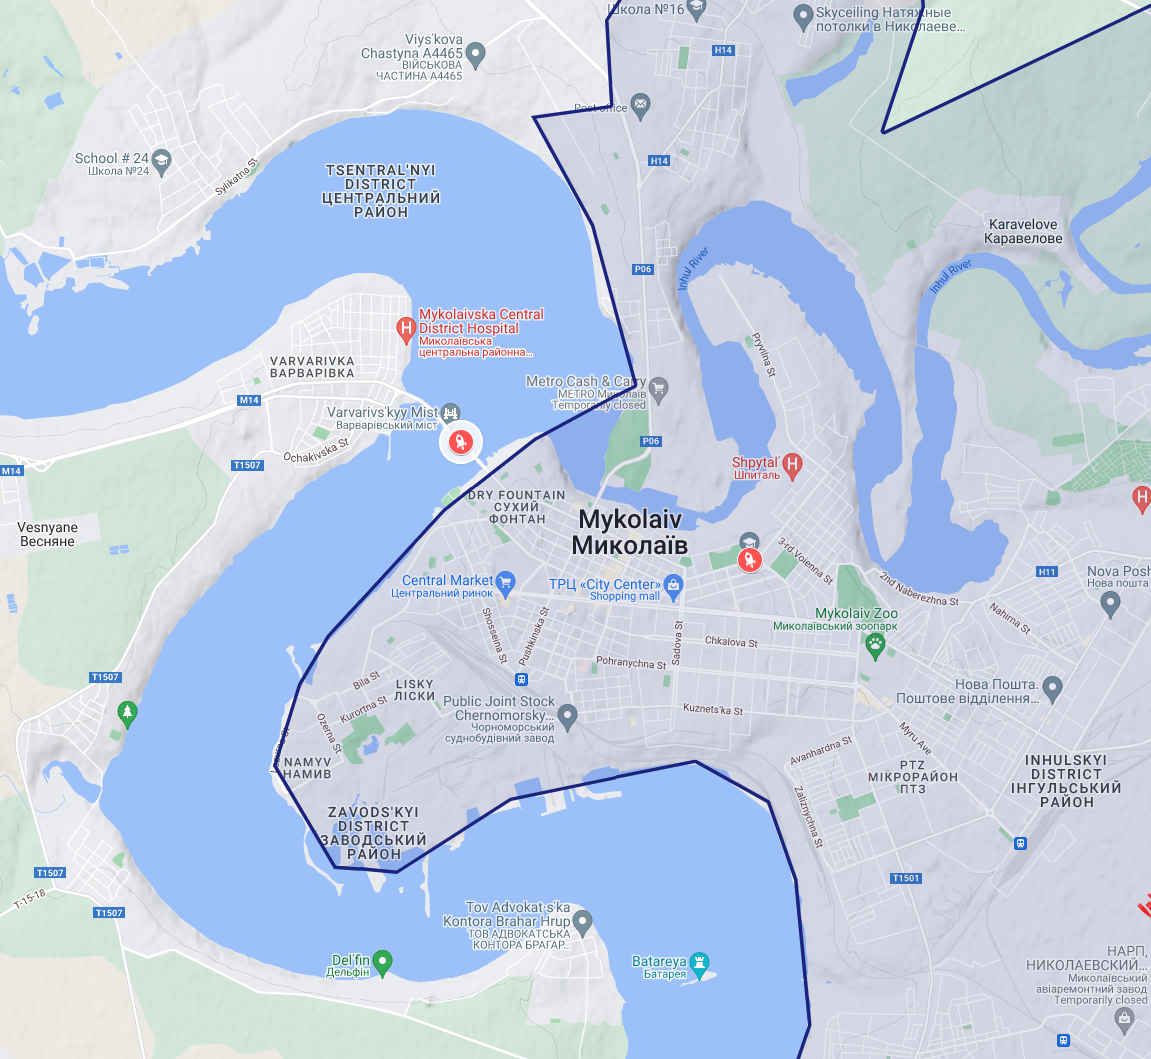 Школа №16
Skyceiling Натяжные
потолки в Николаеве...
Viys'kova
Chastyna A4465
ВІЙСЬКОВА
ЧАСТИНА А4465
H14
Post office
School # 24
Школа №24
H14
Sylikatna St
TSENTRAL'NYI
DISTRICT
ЦЕНТРАЛЬНИЙ
РАЙОН
Karavelove
Каравелове
P06
Inhul River
Inhul River
Mykolaivska Central
District Hospital
Миколаївська
центральна районна...
Pryvilna St
VARVARIVKA
ВАРВАРІВКА
Metro Cash & Carry
METRO Миколаїв
Temporarily closed
M14
Varvarivs'kyy Mist
Варварівський міст
P06
Ochakivska St
T1507
M14
Shpytal'
Шпиталь
DRY FOUNTAIN
СУХИЙ
ФОНТАН
Mykolaiv
Миколаїв
Vesnyane
Весняне
3-rd Voienna St
Central Market
Центральний ринок
ТРЦ «City Center»
Shopping mall
2nd Naberezhna St
H11
Nova Posh
Нова пошта
Nahirna St
Mykolaiv Zoo
Миколаївський зоопарк
Shosseina St
Pushkinska St
Sadova St
Chkalova St
Pohranychna St
T1507
Bila St
LISKY
ЛІСКИ
Kurortna St
Ozerna St
Public Joint Stock
Chernomorsky...
Чорноморський
суднобудівний завод
Kuznets'ka St
Нова Пошта.
Поштове відділення...
Myru Ave
Avanhardna St
NAMYV
НАМИВ
PTZ
МІКРОРАЙОН
ПТЗ
INHULSKYI
DISTRICT
ІНГУЛЬСЬКИЙ
РАЙОН
Zaliznychna St
ZAVODS'KYI
DISTRICT
ЗАВОДСЬКИЙ
РАЙОН
T1507
T1501
T-15-18
T1507
Tov Advokat·s'ka
Kontora Brahar Hrup
ТОВ АДВОКАТСЬКА
КОНТОРА БРАГАР...
Del'fin
Дельфін
Batareya
Батарея
НАРП,
НИКОЛАЕВСКИЙ...
Миколаївський
авіаремонтний завод
Temporarily closed